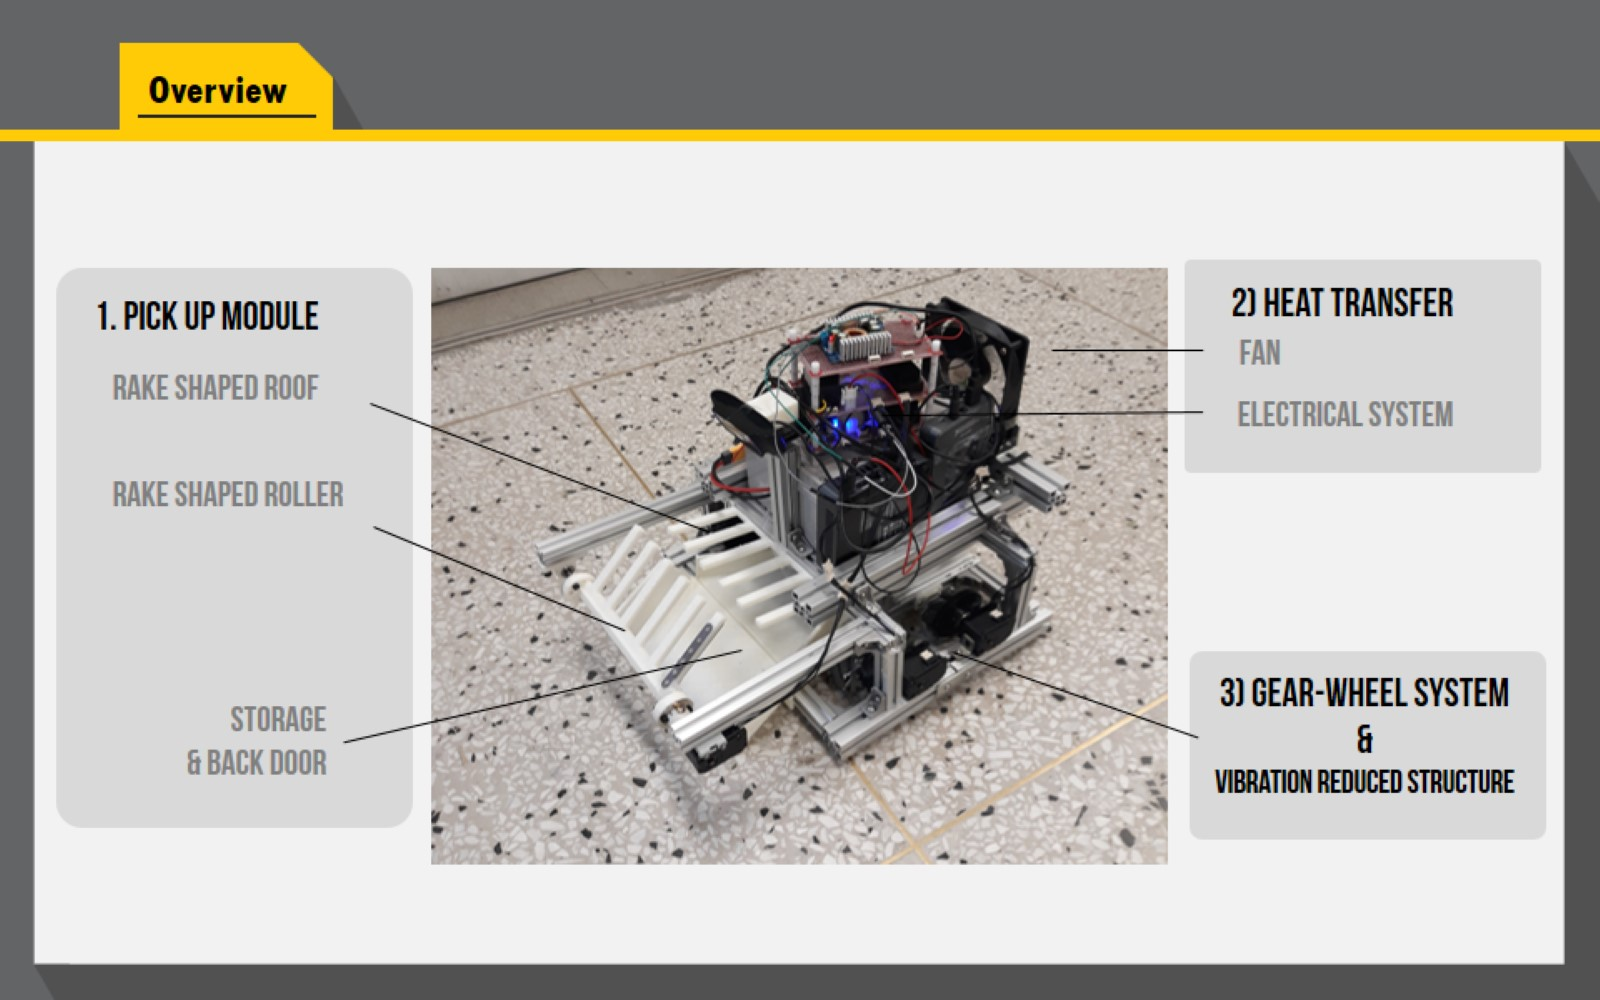 Overview
1. PICK UP MODULE
RAKE SHAPED ROOF
RAKE SHAPED ROLLER
STORAGE
& BACK DOOR
2) HEAT TRANSFER
FAN
ELECTRICAL SYSTEM
3) GEAR-WHEEL SYSTEM
&
VIBRATION REDUCED STRUCTURE